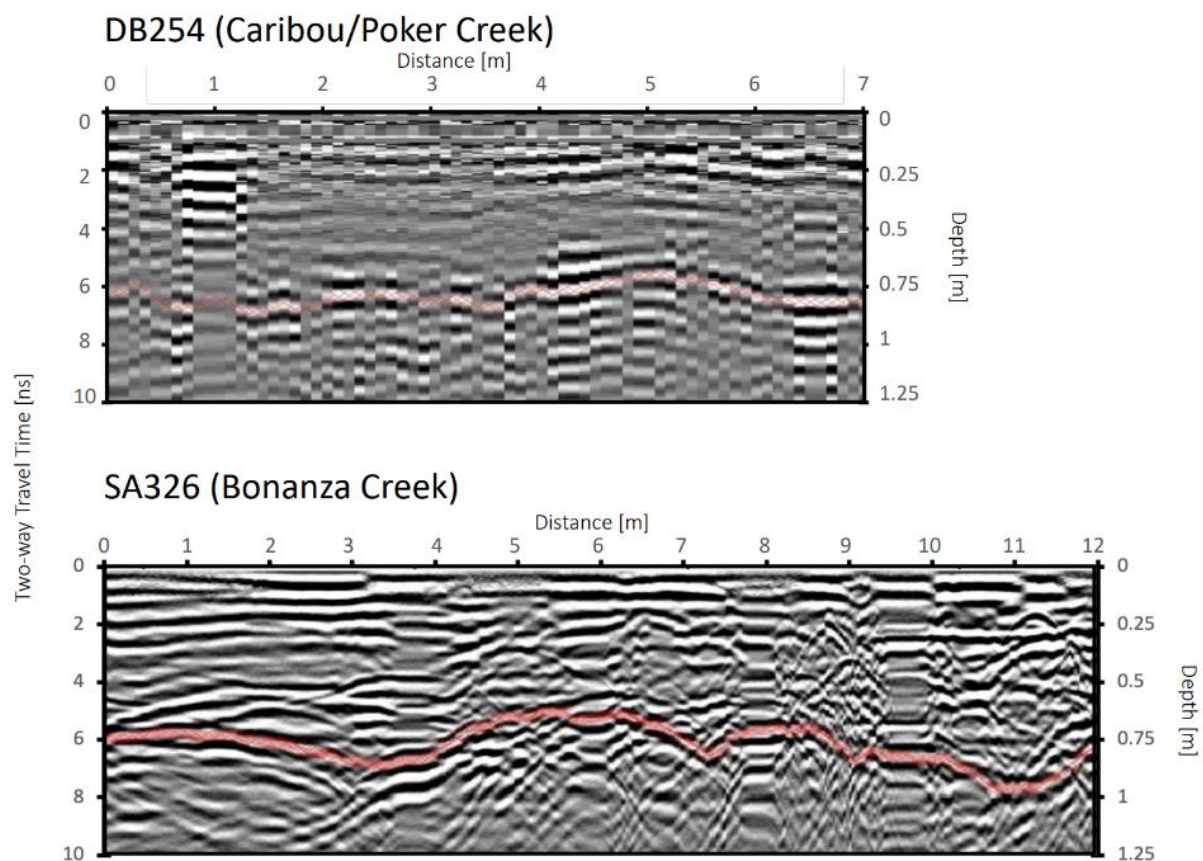 DB254 (Caribou/Poker Creek)
Distance [m]
0 1 2 3 4 5 6 7
0 0
2 0.25
4 0.5
6 0.75
8 1
10 1.25
Depth [m]
Two-way Travel Time [ns]
SA326 (Bonanza Creek)
Distance [m]
0 1 2 3 4 5 6 7 8 9 10 11 12
0 0
2 0.25
4 0.5
6 0.75
8 1
10 1.25
Depth [m]